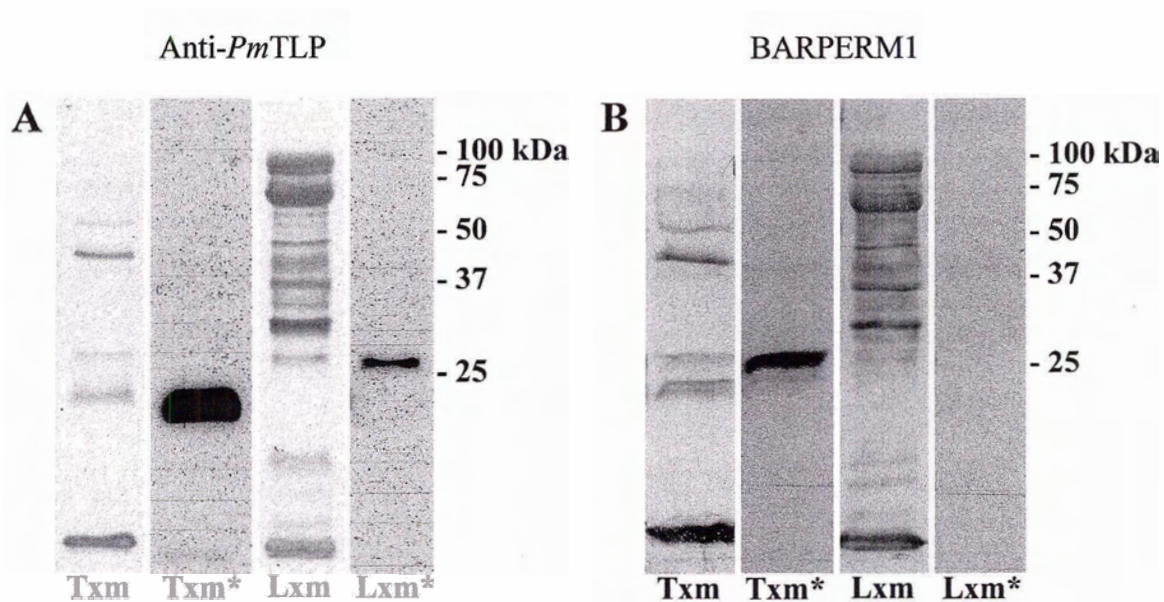 Anti-PmTLP
BARPERM1
A
B
- 100 kDa
- 75
- 50
- 37
- 25
- 100 kDa
- 75
- 50
- 37
- 25
Txm Txm* Lxm Lxm*
Txm Txm* Lxm Lxm*